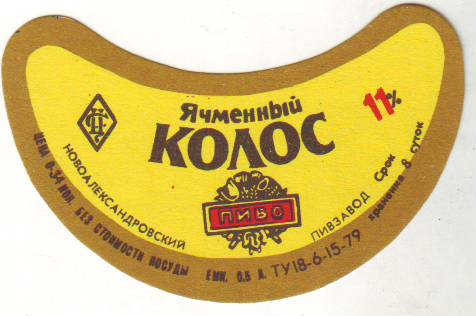 Ячменный
КОЛОС
11%
ПИВО
НОВОАЛЕКСАНДРОВСКИЙ ПИВЗАВОД
Срок
хранения 8 суток
ЦЕНА 0-34 КОП. БЕЗ СТОИМОСТИ ПОСУДЫ ЕМК. 0.5 Л. ТУ18-6-15-79